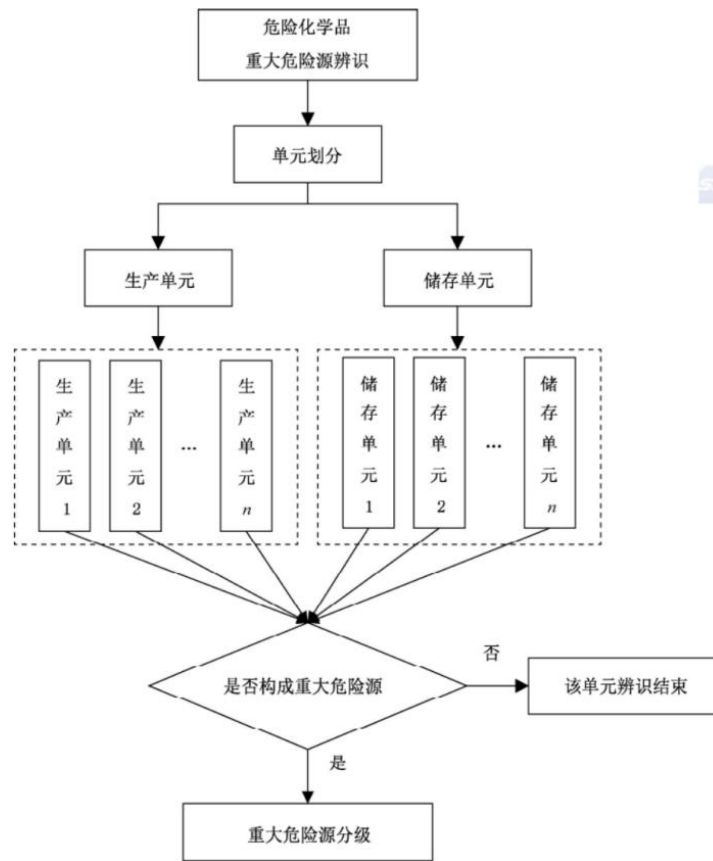 危险化学品
重大危险源辨识
单元划分
生产单元
储存单元
生产单元1
生产单元2
…
生产单元n
储存单元1
储存单元2
…
储存单元n
是否构成重大危险源
否
该单元辨识结束
是
重大危险源分级